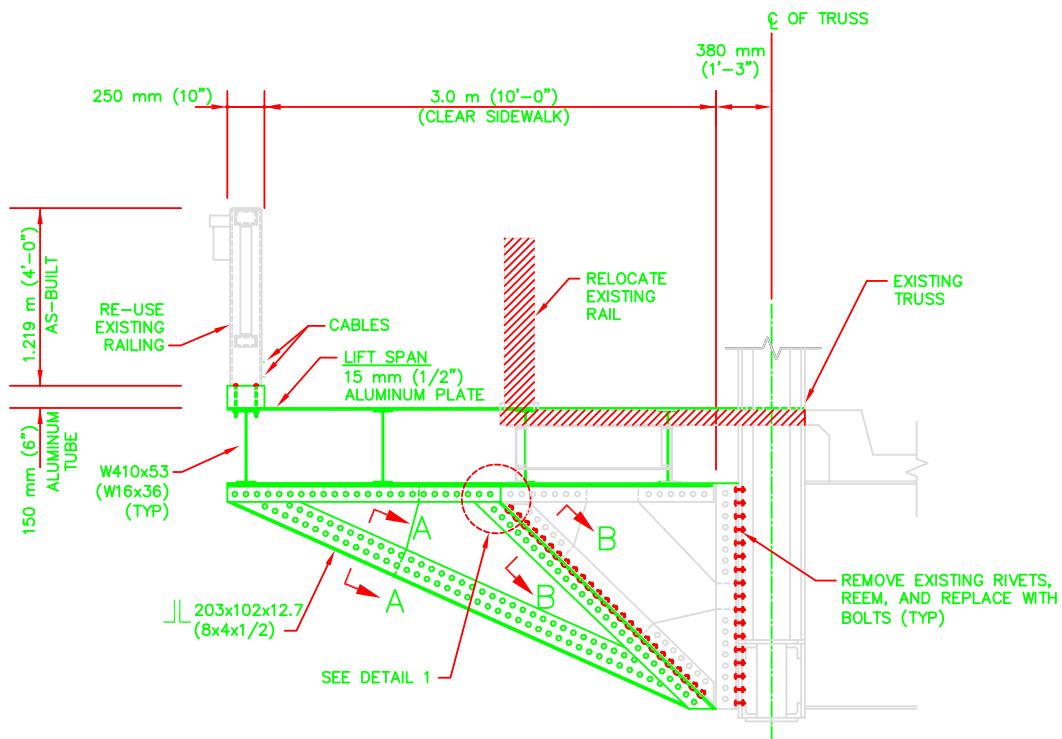 ℄ OF TRUSS
380 mm
(1'-3")
250 mm (10")
3.0 m (10'-0")
(CLEAR SIDEWALK)
1.219 m (4'-0")
AS-BUILT
RE-USE
EXISTING
RAILING
CABLES
LIFT SPAN
15 mm (1/2")
ALUMINUM PLATE
RELOCATE
EXISTING
RAIL
EXISTING
TRUSS
150 mm (6")
ALUMINUM
TUBE
W410x53
(W16x36)
(TYP)
A
B
A
B
203x102x12.7
(8x4x1/2)
SEE DETAIL 1
REMOVE EXISTING RIVETS,
REEM, AND REPLACE WITH
BOLTS (TYP)